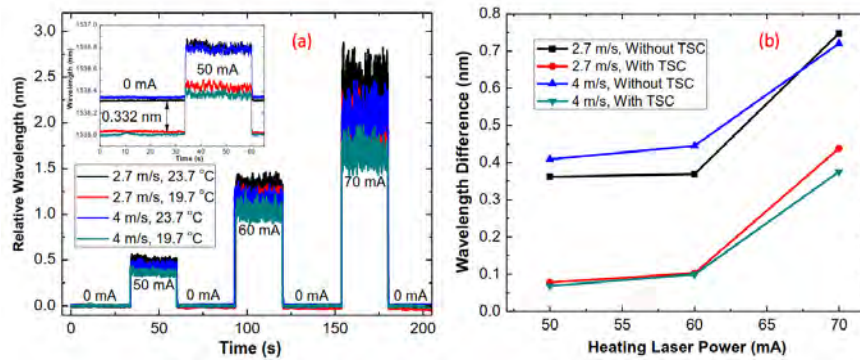 (a)
1537.0
1536.8
1536.6
1536.4
1536.2
1536.0
Wavelength (nm)
0 mA
50 mA
0.332 nm
0 10 20 30 40 50 60
Time (s)
3.0
2.5
2.0
1.5
1.0
0.5
0.0
Relative Wavelength (nm)
2.7 m/s, 23.7 °C
2.7 m/s, 19.7 °C
4 m/s, 23.7 °C
4 m/s, 19.7 °C
70 mA
60 mA
0 mA
50 mA
0 mA
0 mA
0 mA
0 50 100 150 200
Time (s)
(b)
0.8
0.7
0.6
0.5
0.4
0.3
0.2
0.1
0.0
Wavelength Difference (nm)
2.7 m/s, Without TSC
2.7 m/s, With TSC
4 m/s, Without TSC
4 m/s, With TSC
50 55 60 65 70
Heating Laser Power (mA)